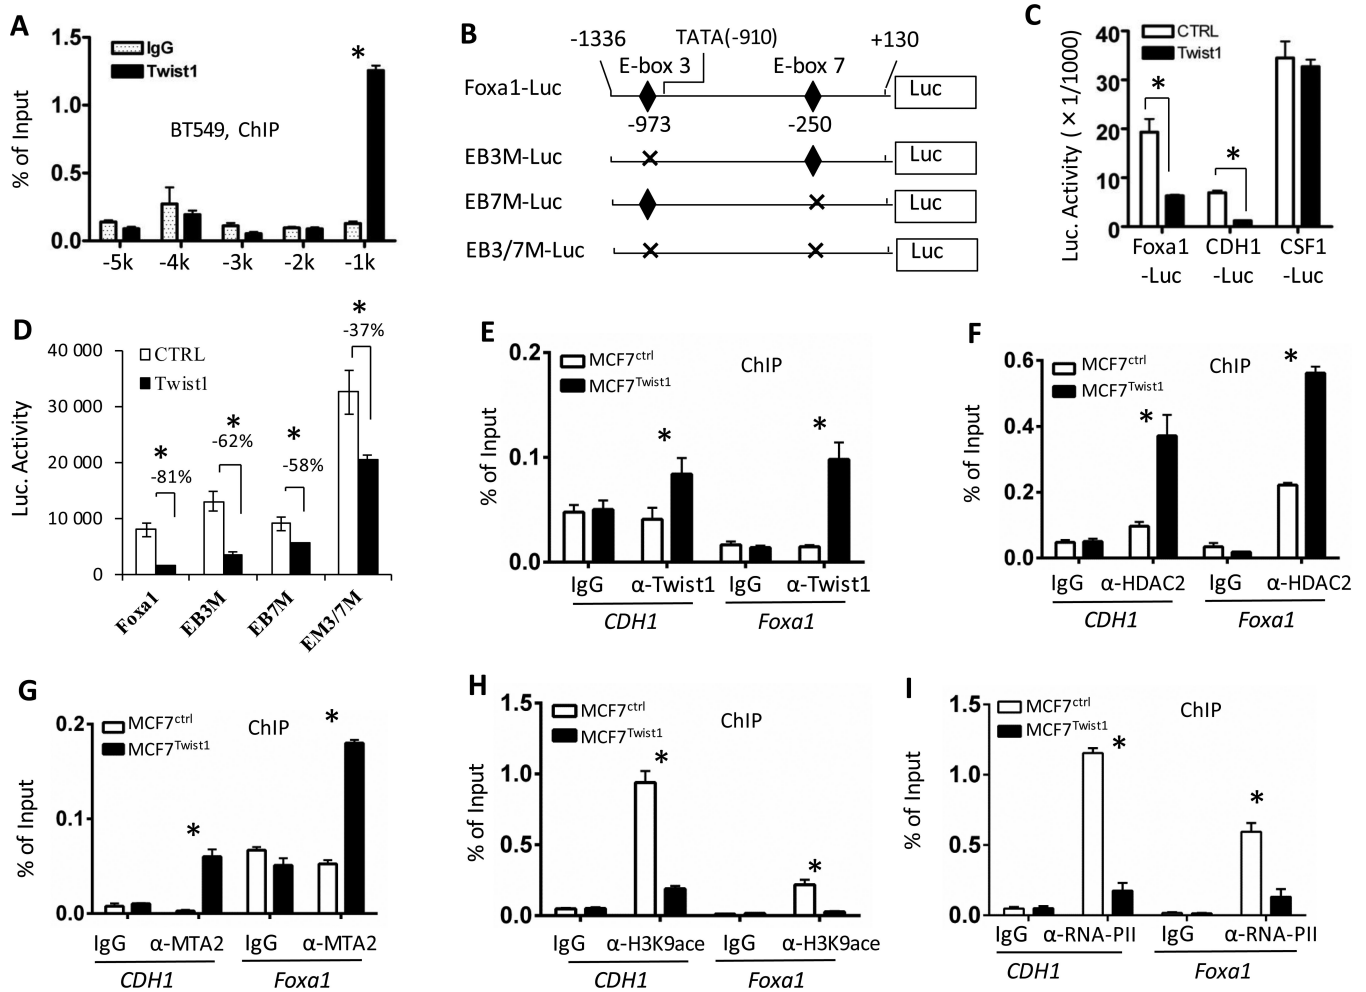 A
1.5
1.0
0.5
0.0
% of Input
IgG
Twist1
*
BT549, ChIP
-5k -4k -3k -2k -1k
B
-1336 TATA(-910) +130
E-box 3 E-box 7
Foxa1-Luc Luc
-973 -250
EB3M-Luc Luc
EB7M-Luc Luc
EB3/7M-Luc Luc
C
40
30
20
10
0
Luc. Activity (×1/1000)
CTRL
Twist1
* *
Foxa1 CDH1 CSF1
-Luc -Luc -Luc
D
40 000
30 000
20 000
10 000
0
Luc. Activity
CTRL
Twist1
*
-81%
*
-62%
*
-58%
*
-37%
Foxa1 EB3M EB7M EM3/7M
E
0.2
0.1
0.0
% of Input
MCF7ctrl
MCF7Twist1
ChIP
* *
IgG α-Twist1 IgG α-Twist1
CDH1 Foxa1
F
0.6
0.4
0.2
0.0
% of Input
MCF7ctrl
MCF7Twist1
ChIP
* *
IgG α-HDAC2 IgG α-HDAC2
CDH1 Foxa1
G
0.2
0.1
0.0
% of Input
MCF7ctrl
MCF7Twist1
ChIP
* *
IgG α-MTA2 IgG α-MTA2
CDH1 Foxa1
H
1.5
1.0
0.5
0.0
% of Input
MCF7ctrl
MCF7Twist1
ChIP
* *
IgG α-H3K9ace IgG α-H3K9ace
CDH1 Foxa1
I
1.5
1.0
0.5
0.0
% of Input
MCF7ctrl
MCF7Twist1
ChIP
* *
IgG α-RNA-PII IgG α-RNA-PII
CDH1 Foxa1